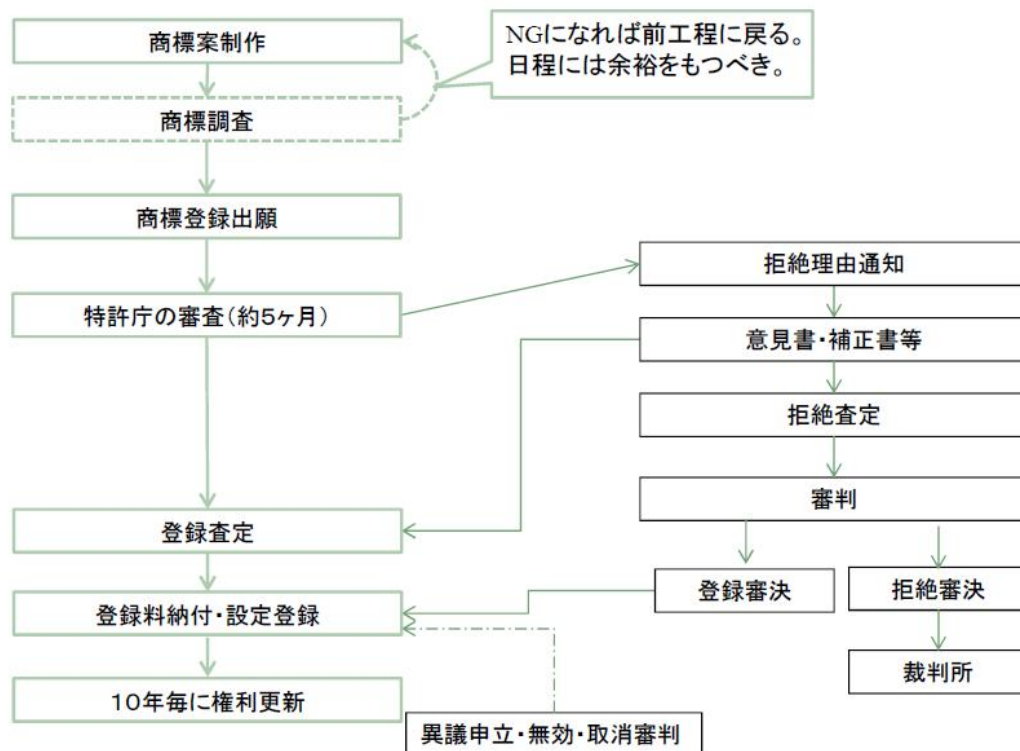 商標案制作
NGになれば前工程に戻る。
日程には余裕をもつべき。
商標調査
商標登録出願
特許庁の審査(約5ヶ月)
拒絶理由通知
意見書・補正書等
拒絶査定
審判
登録査定
登録審決
拒絶審決
登録料納付・設定登録
裁判所
10年毎に権利更新
異議申立・無効・取消審判